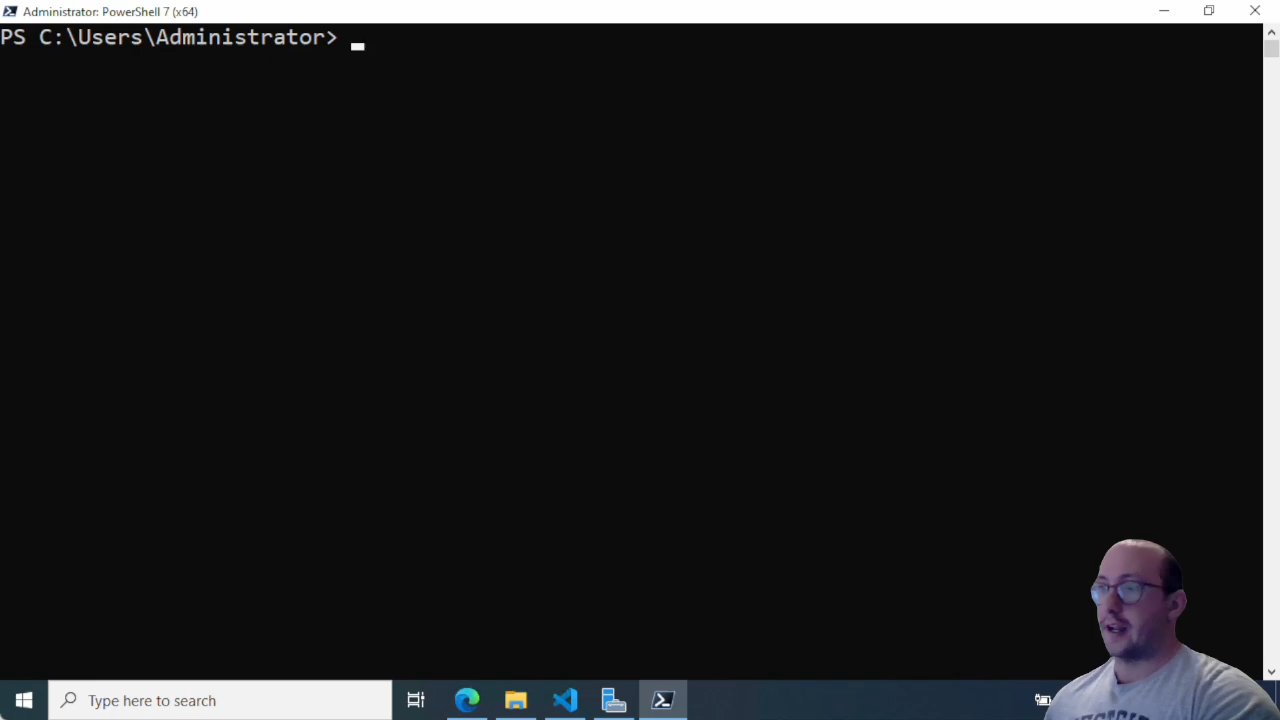 Administrator: PowerShell 7 (x64)
PS C:\Users\Administrator>
Type here to search